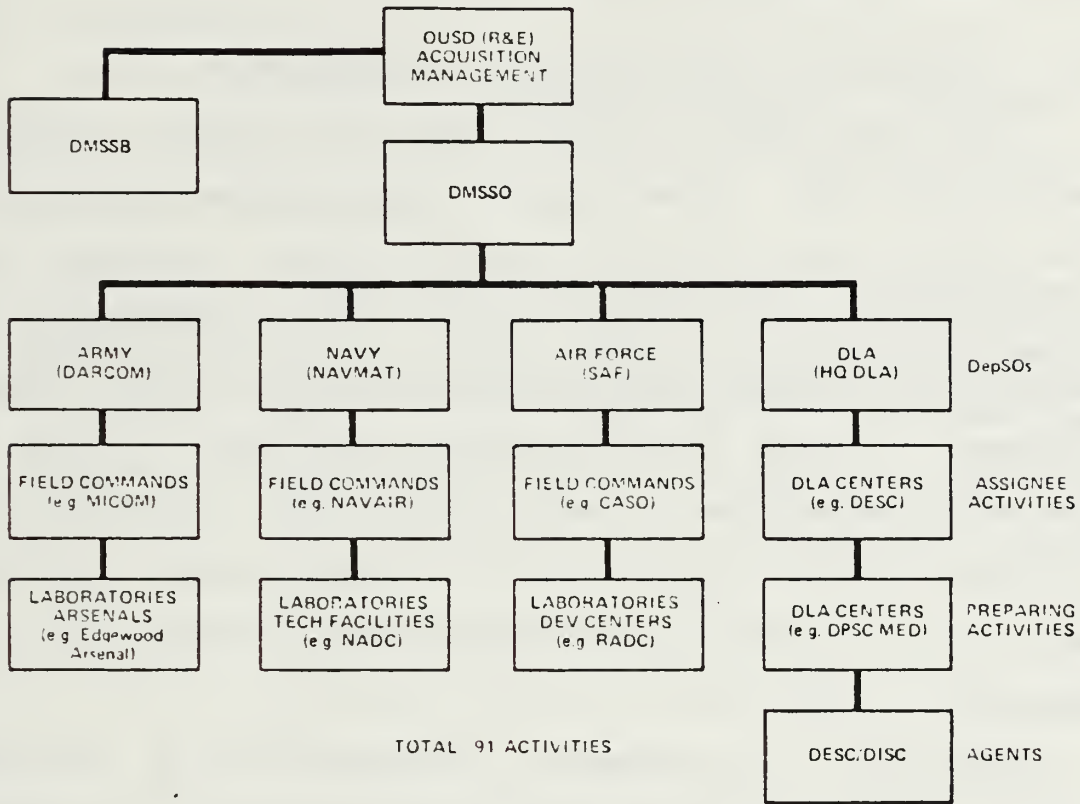 OUSD (R&E)
ACQUISITION
MANAGEMENT
DMSSB
DMSSO
ARMY
(DARCOM)
NAVY
(NAVMAT)
AIR FORCE
(SAF)
DLA
(HQ DLA)
DepSOs
FIELD COMMANDS
(e.g. MICOM)
FIELD COMMANDS
(e.g. NAVAIR)
FIELD COMMANDS
(e.g. CASO)
DLA CENTERS
(e.g. DESC)
ASSIGNEE
ACTIVITIES
LABORATORIES
ARSENALS
(e.g. Edgewood
Arsenal)
LABORATORIES
TECH FACILITIES
(e.g. NADC)
LABORATORIES
DEV CENTERS
(e.g. RADC)
DLA CENTERS
(e.g. DPSC MED)
PREPARING
ACTIVITIES
TOTAL 91 ACTIVITIES
DESC/DISC
AGENTS